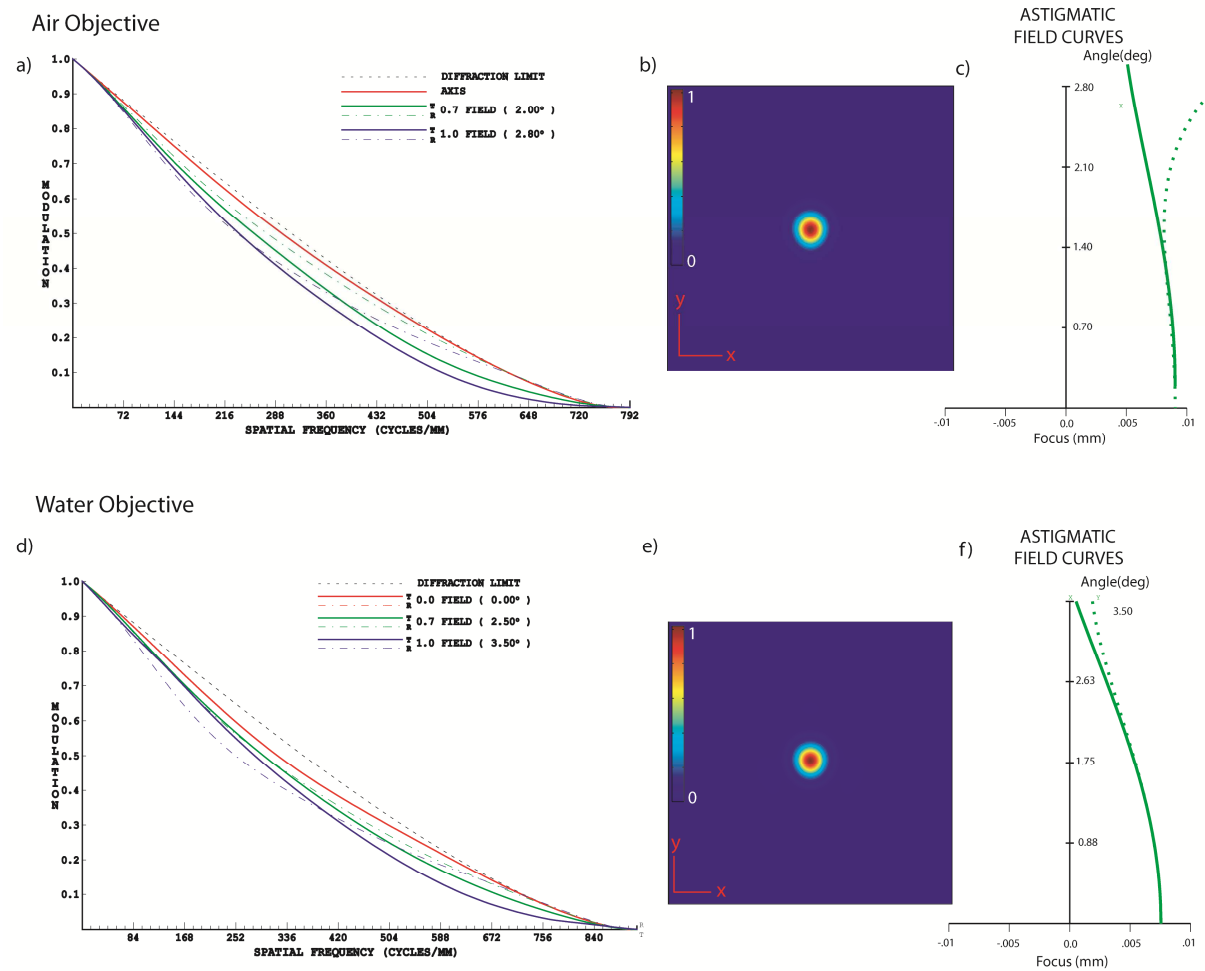 Air Objective
a)
1.0
0.9
0.8
0.7
0.6
0.5
0.4
0.3
0.2
0.1
MODULATION
DIFFRACTION LIMIT
AXIS
T
R 0.7 FIELD ( 2.00° )
T
R 1.0 FIELD ( 2.80° )
72 144 216 288 360 432 504 576 648 720 792
SPATIAL FREQUENCY (CYCLES/MM)
b)
1
0
y
x
ASTIGMATIC
FIELD CURVES
c)
Angle(deg)
x
2.80
2.10
1.40
0.70
-.01 -.005 0.0 .005 .01
Focus (mm)
Water Objective
d)
1.0
0.9
0.8
0.7
0.6
0.5
0.4
0.3
0.2
0.1
MODULATION
DIFFRACTION LIMIT
T
R 0.0 FIELD ( 0.00° )
T
R 0.7 FIELD ( 2.50° )
T
R 1.0 FIELD ( 3.50° )
84 168 252 336 420 504 588 672 756 840
R
T
SPATIAL FREQUENCY (CYCLES/MM)
e)
1
0
y
x
f)
ASTIGMATIC
FIELD CURVES
Angle(deg)
X Y
3.50
2.63
1.75
0.88
-.01 -.005 0.0 .005 .01
Focus (mm)